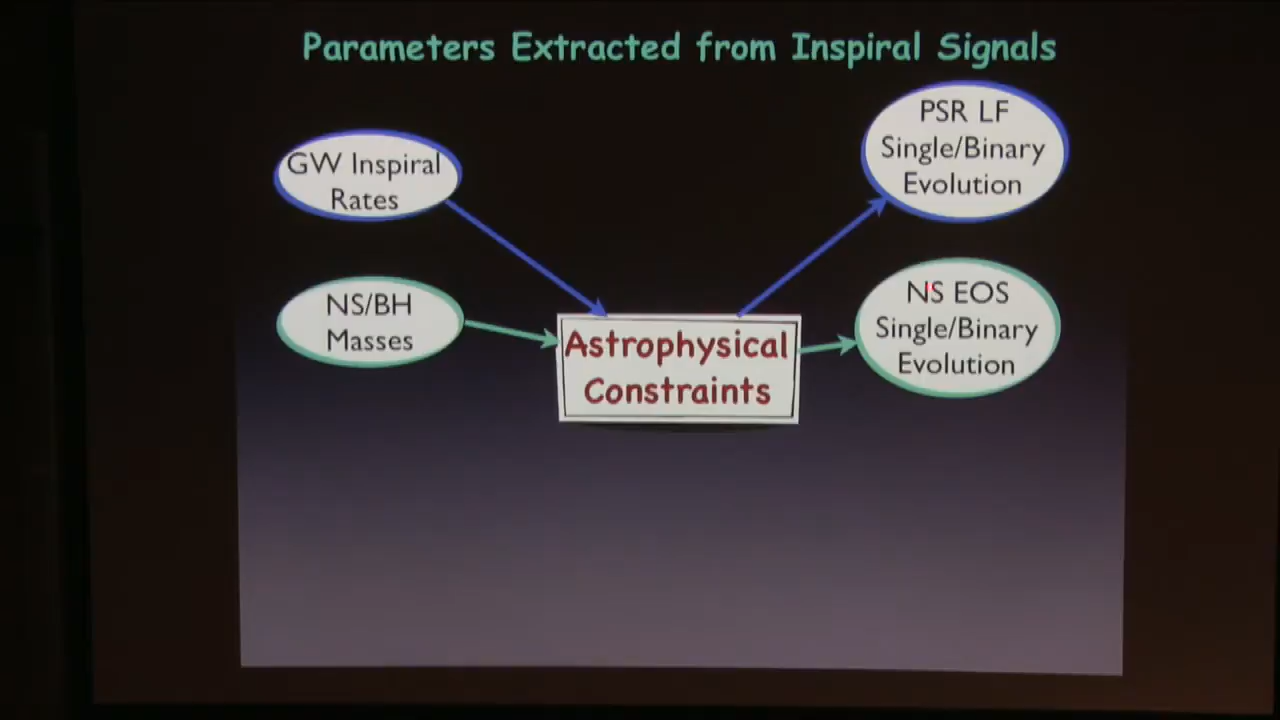 Parameters Extracted from Inspiral Signals
GW Inspiral
Rates
PSR LF
Single/Binary
Evolution
NS/BH
Masses
NS EOS
Single/Binary
Evolution
Astrophysical
Constraints